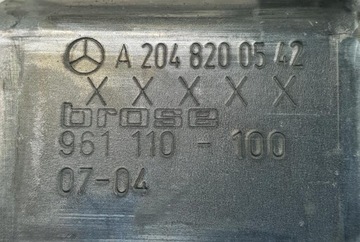 A 204 820 05 42
X X X X X
brose
961 110 - 100
07-04